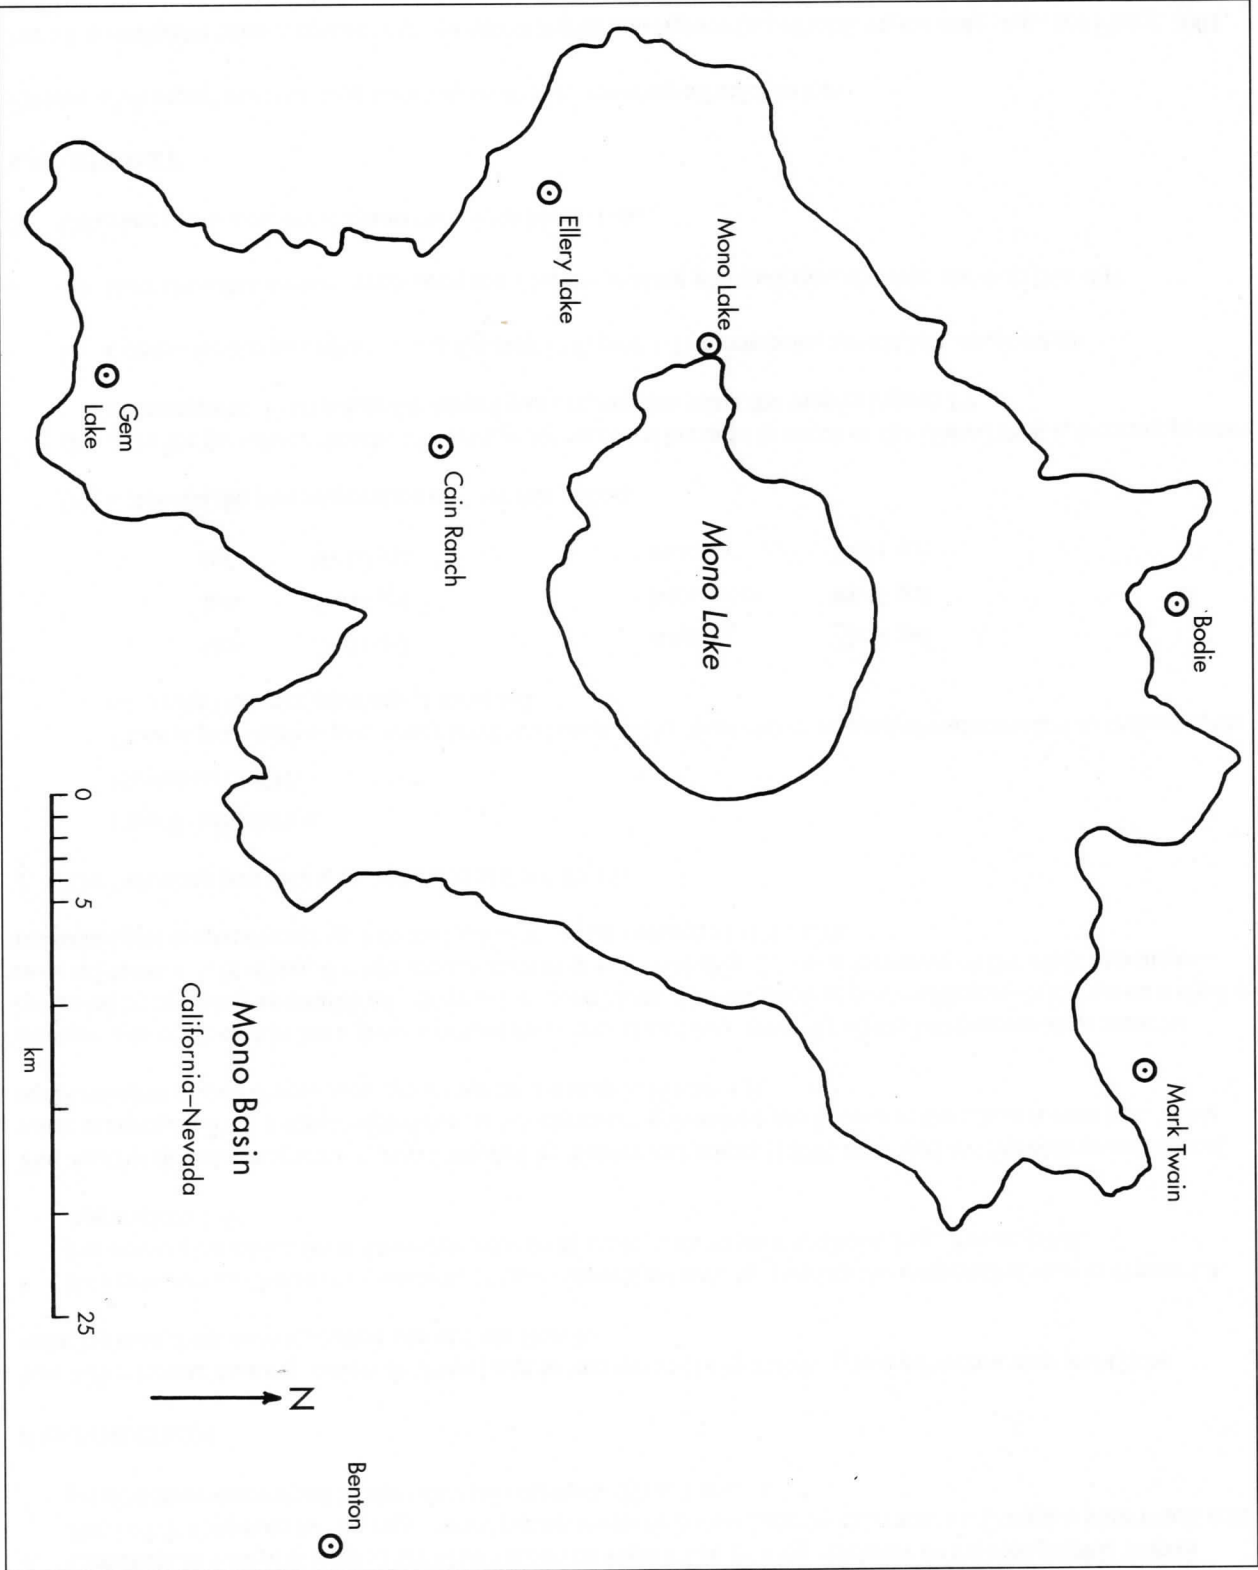 Bodie
Mark Twain
Mono Lake
Mono Lake
Ellery Lake
Cain Ranch
Gem
Lake
Benton
N
Mono Basin
California–Nevada
0 5 25
km